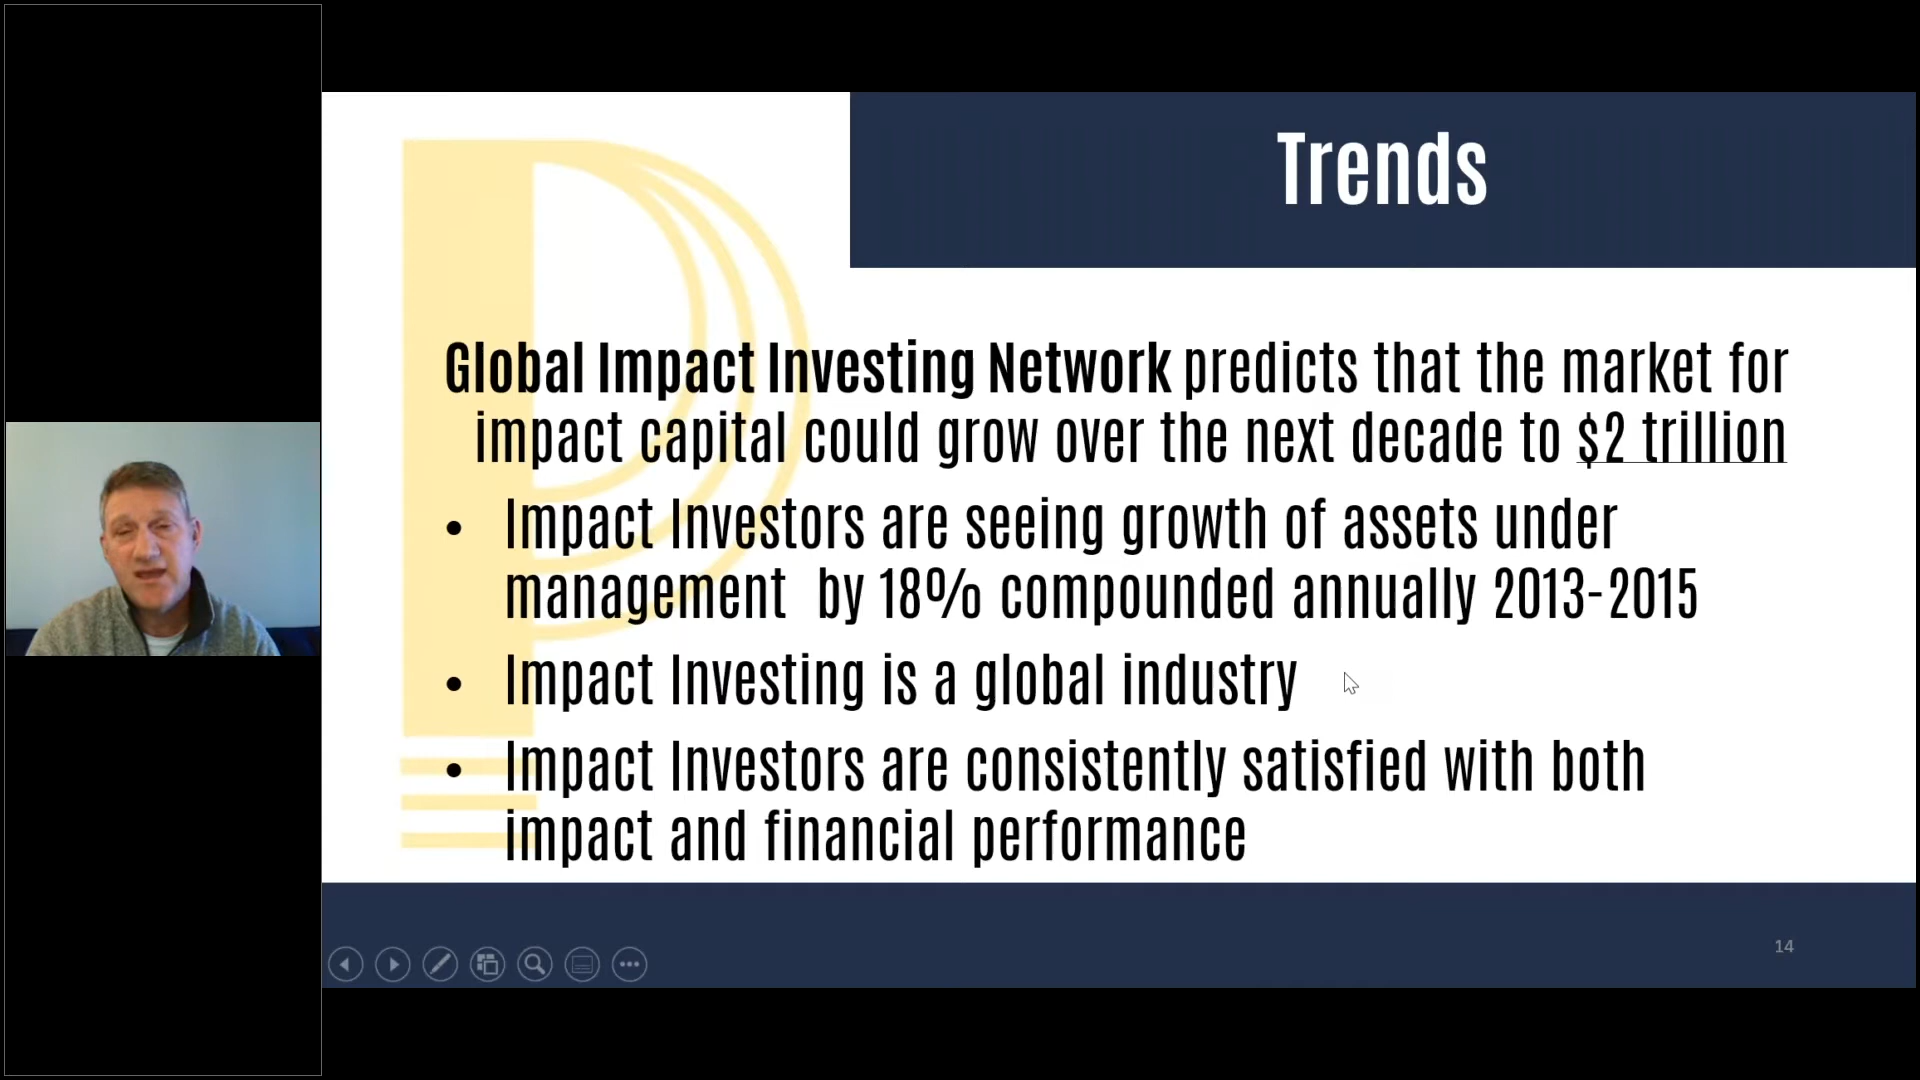 Trends
Global Impact Investing Network predicts that the market for
impact capital could grow over the next decade to $2 trillion
• Impact Investors are seeing growth of assets under
management  by 18% compounded annually 2013-2015
• Impact Investing is a global industry
• Impact Investors are consistently satisfied with both
impact and financial performance
14